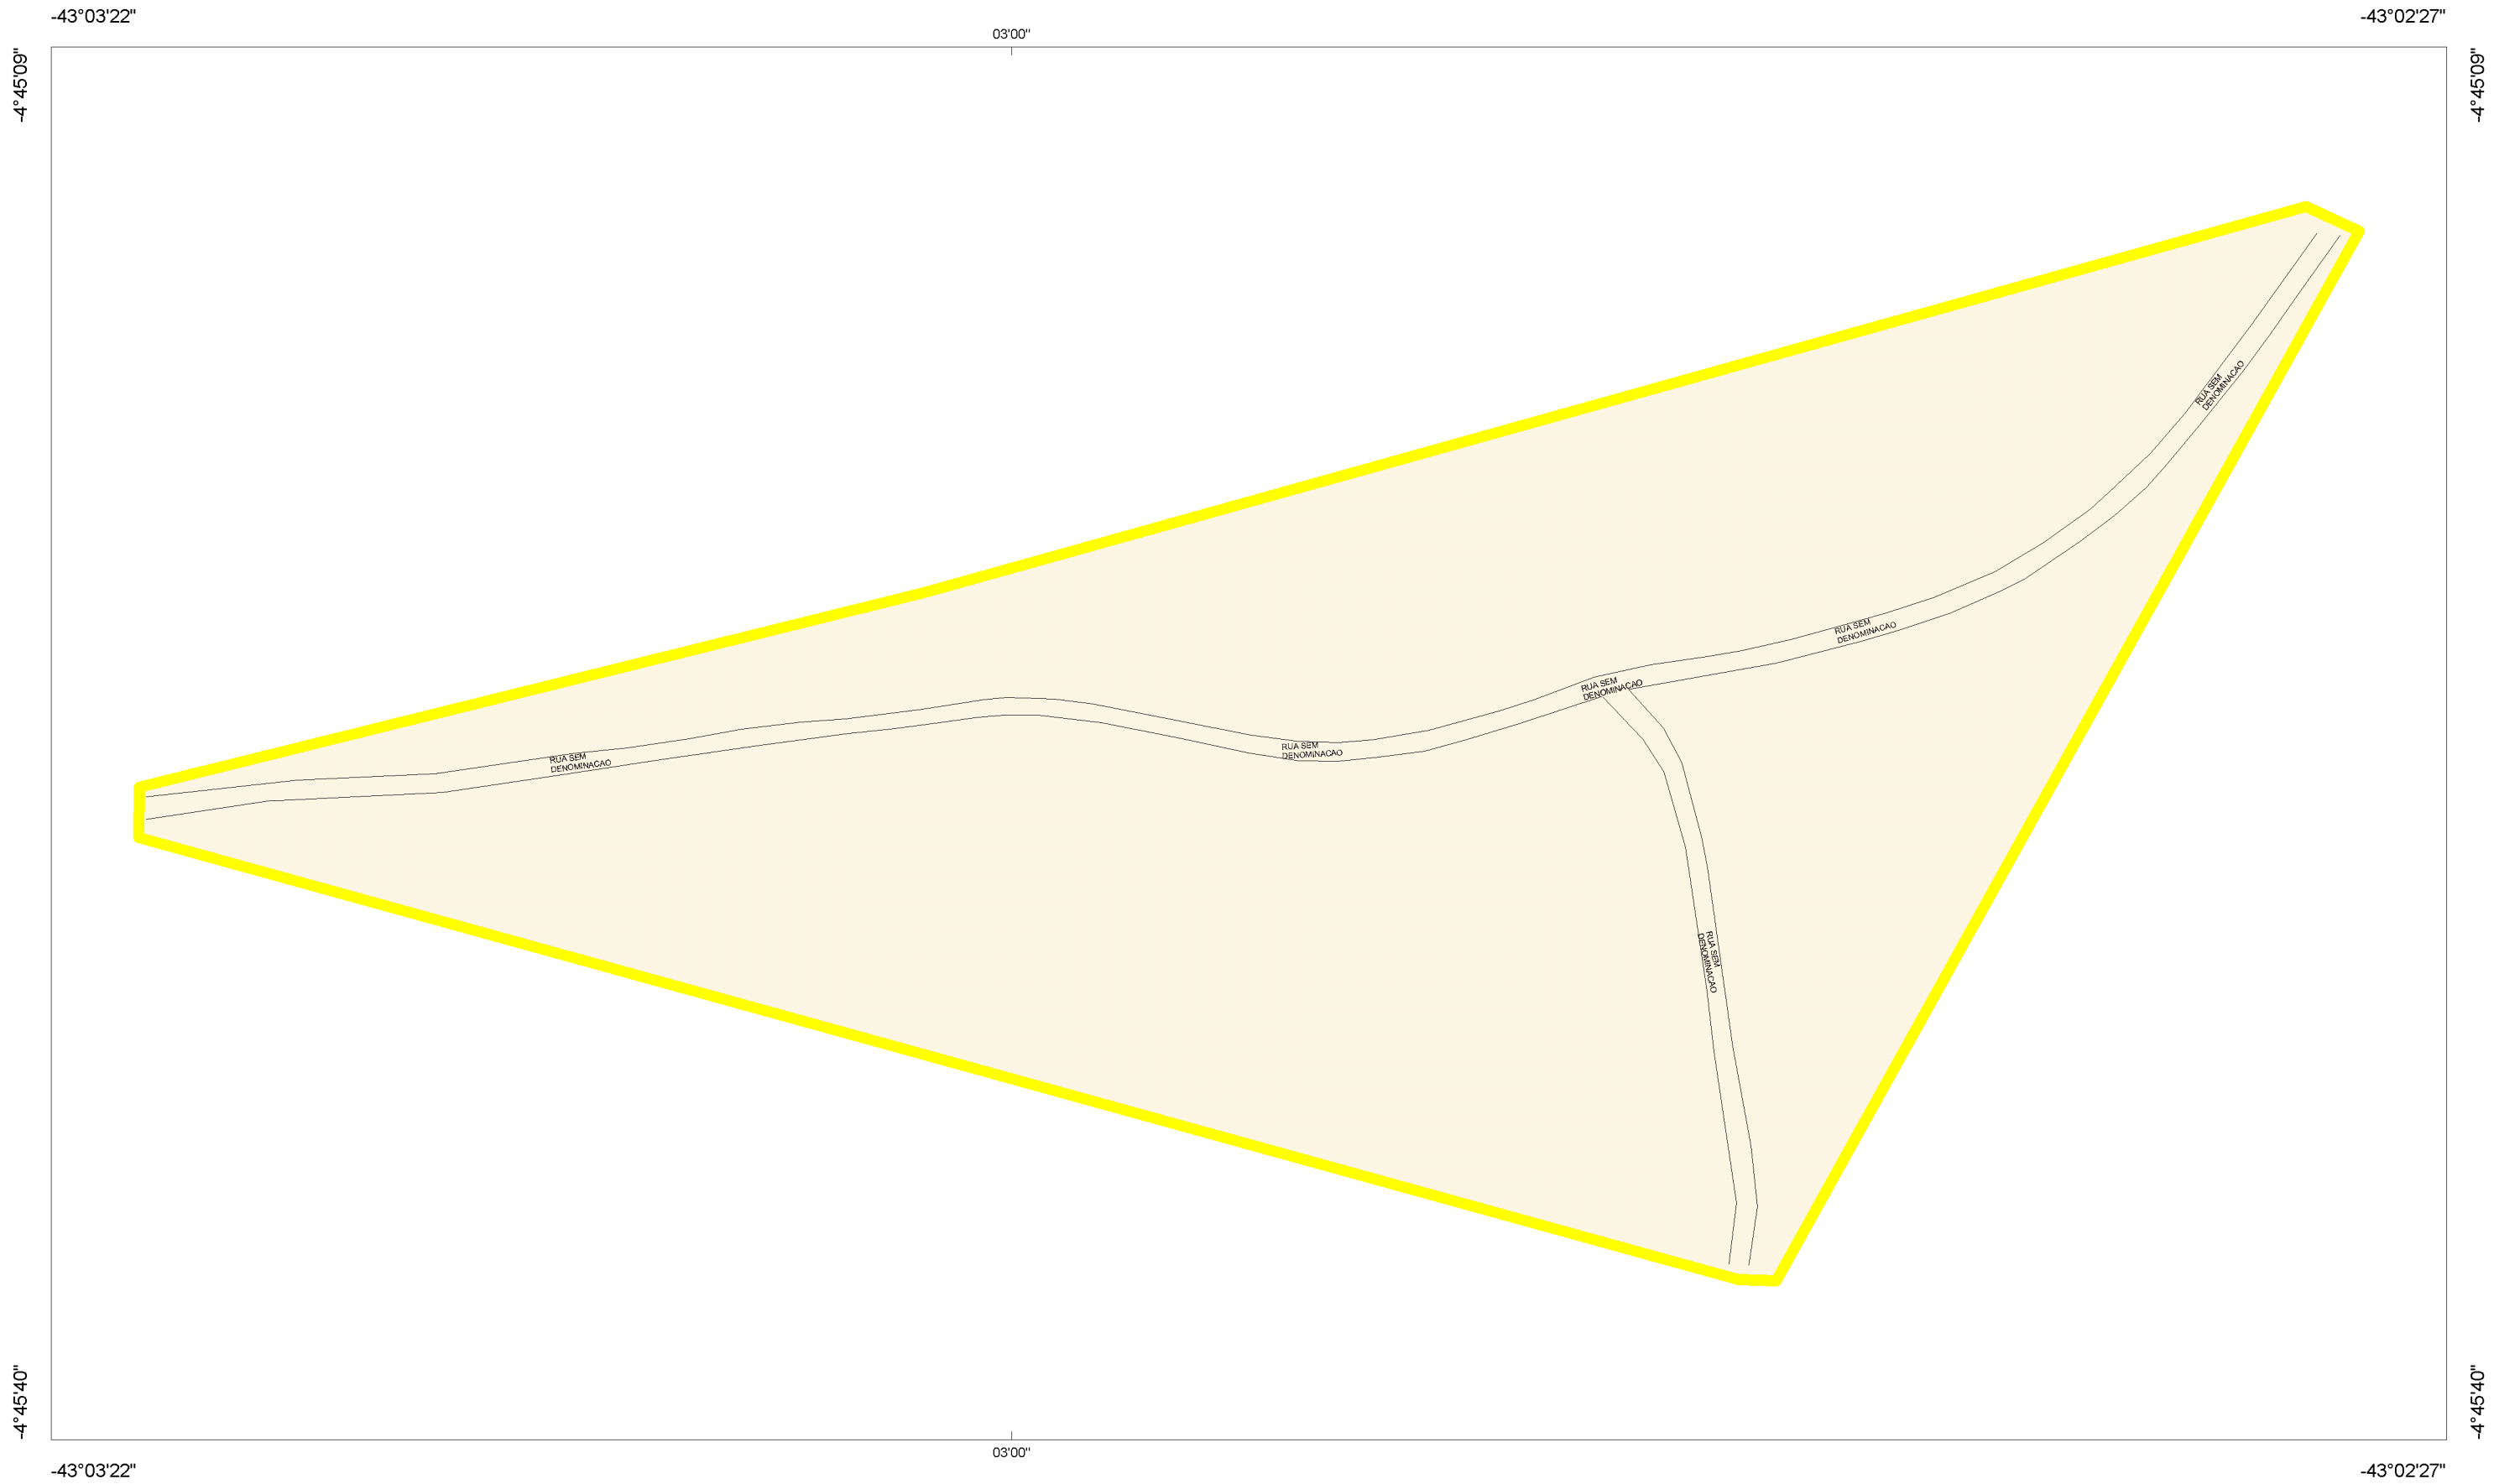 -43°03'22"
-43°02'27"
03'00"
-4°45'09"
-4°45'09"
RUA SEM
DENOMINACAO
RUA SEM
DENOMINACAO
RUA SEM
DENOMINACAO
RUA SEM
DENOMINACAO
RUA SEM
DENOMINACAO
RUA SEM
DENOMINACAO
-4°45'40"
-4°45'40"
03'00"
-43°03'22"
-43°02'27"